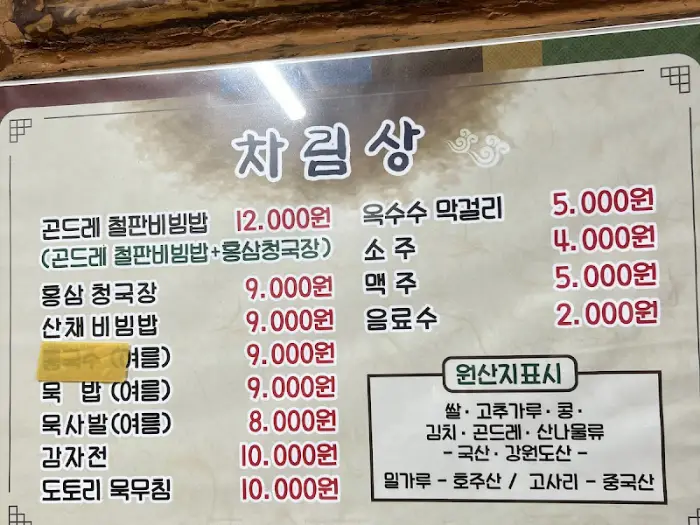 차림상
곤드레 철판비빔밥 12.000원
(곤드레 철판비빔밥+홍삼청국장)
홍삼 청국장 9.000원
산채 비빔밥 9.000원
콩국수 (여름) 9.000원
묵 밥 (여름) 9.000원
묵사발(여름) 8.000원
감자전 10.000원
도토리 묵무침 10.000원
옥수수 막걸리 5.000원
소 주 4.000원
맥 주 5.000원
음료수 2.000원
원산지표시
쌀· 고추가루· 콩·
김치· 곤드레· 산나물류
- 국산· 강원도산 -
밀가루 - 호주산 / 고사리 - 중국산